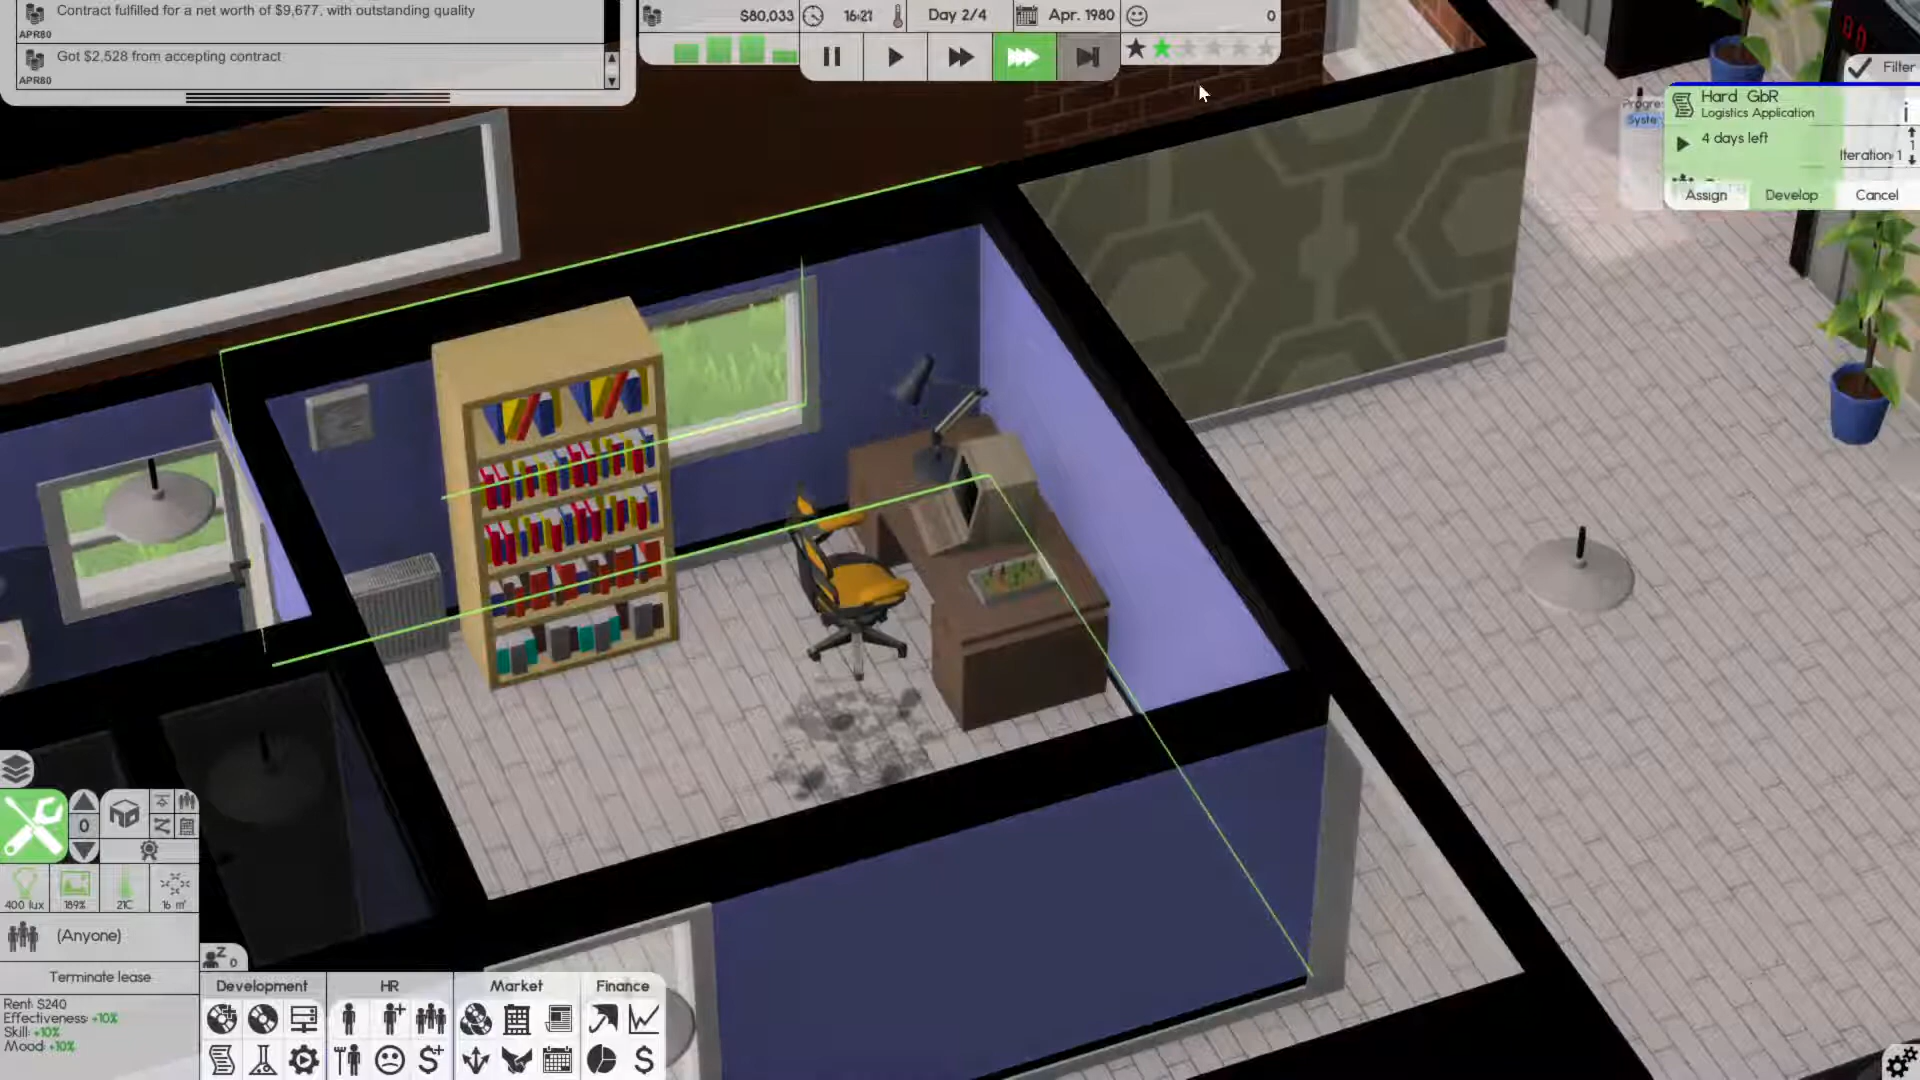 Contract fulfilled for a net worth of $9,677, with outstanding quality
APR80
Got $2,528 from accepting contract
APR80
$80,033
16:21
Day 2/4
Apr. 1980
0
Filter
Hard GbR
Logistics Application
4 days left
Iteration: 1
1
Assign
Develop
Cancel
0
400 lux
189%
21C
16 m²
(Anyone)
Terminate lease
Rent: $240
Effectiveness: +10%
Skill: +10%
Mood: +10%
Z
0
Development
HR
Market
Finance